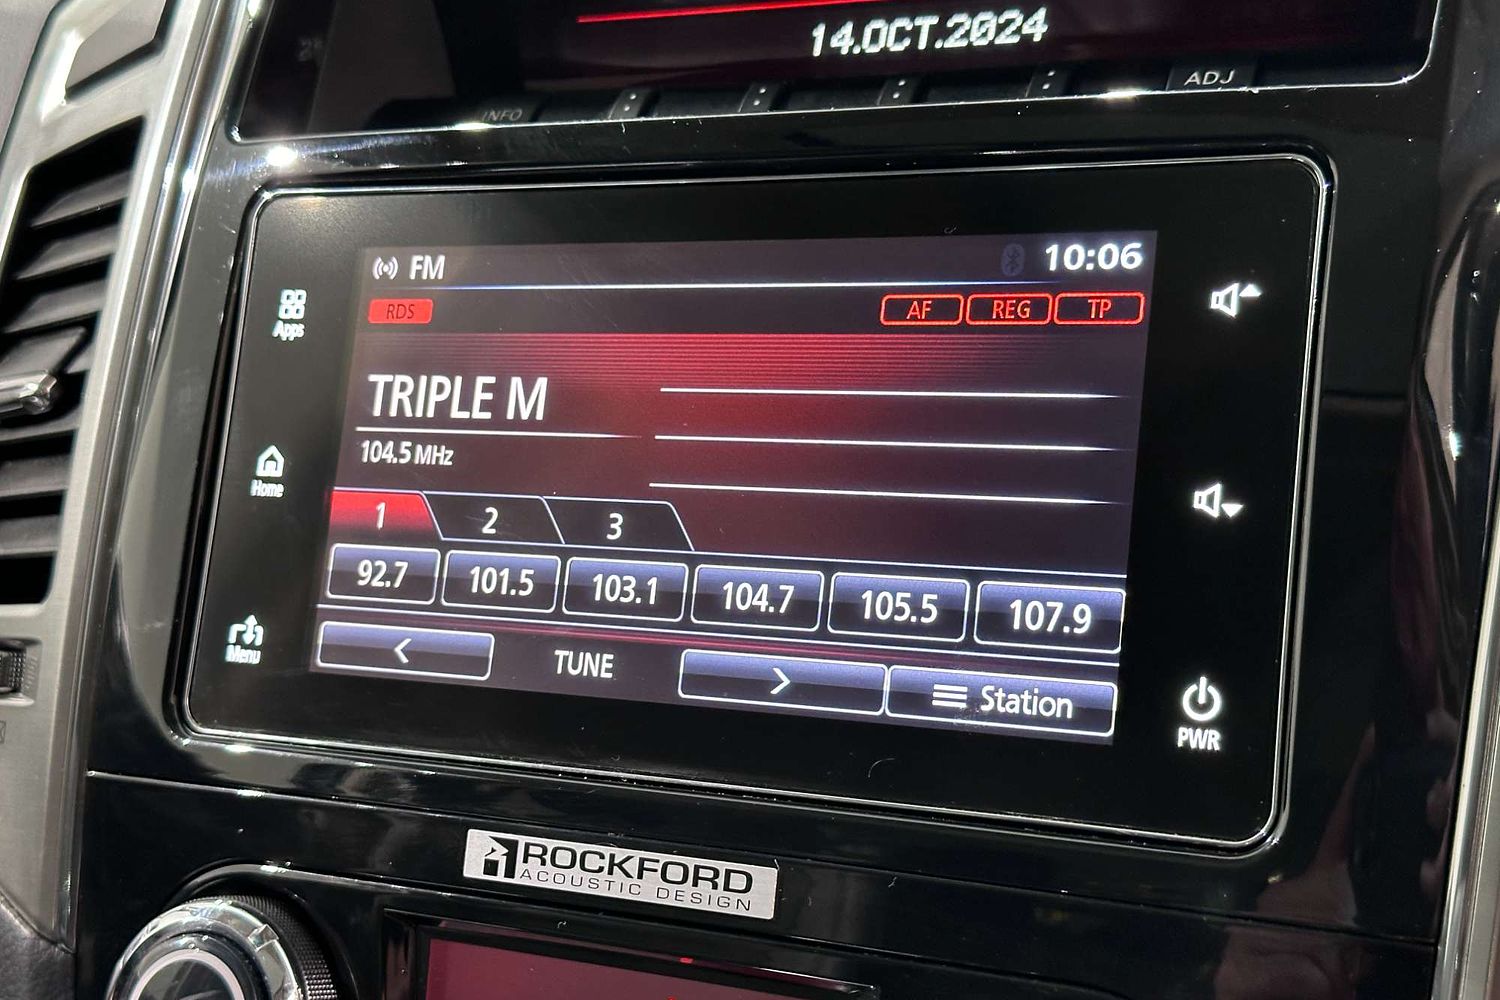 14.OCT.2024
INFO
ADJ
FM
10:06
RDS
AF REG TP
Apps
TRIPLE M
104.5 MHz
Home
1 2 3
92.7 101.5 103.1 104.7 105.5 107.9
Menu
< TUNE > Station
PWR
ROCKFORD
ACOUSTIC DESIGN